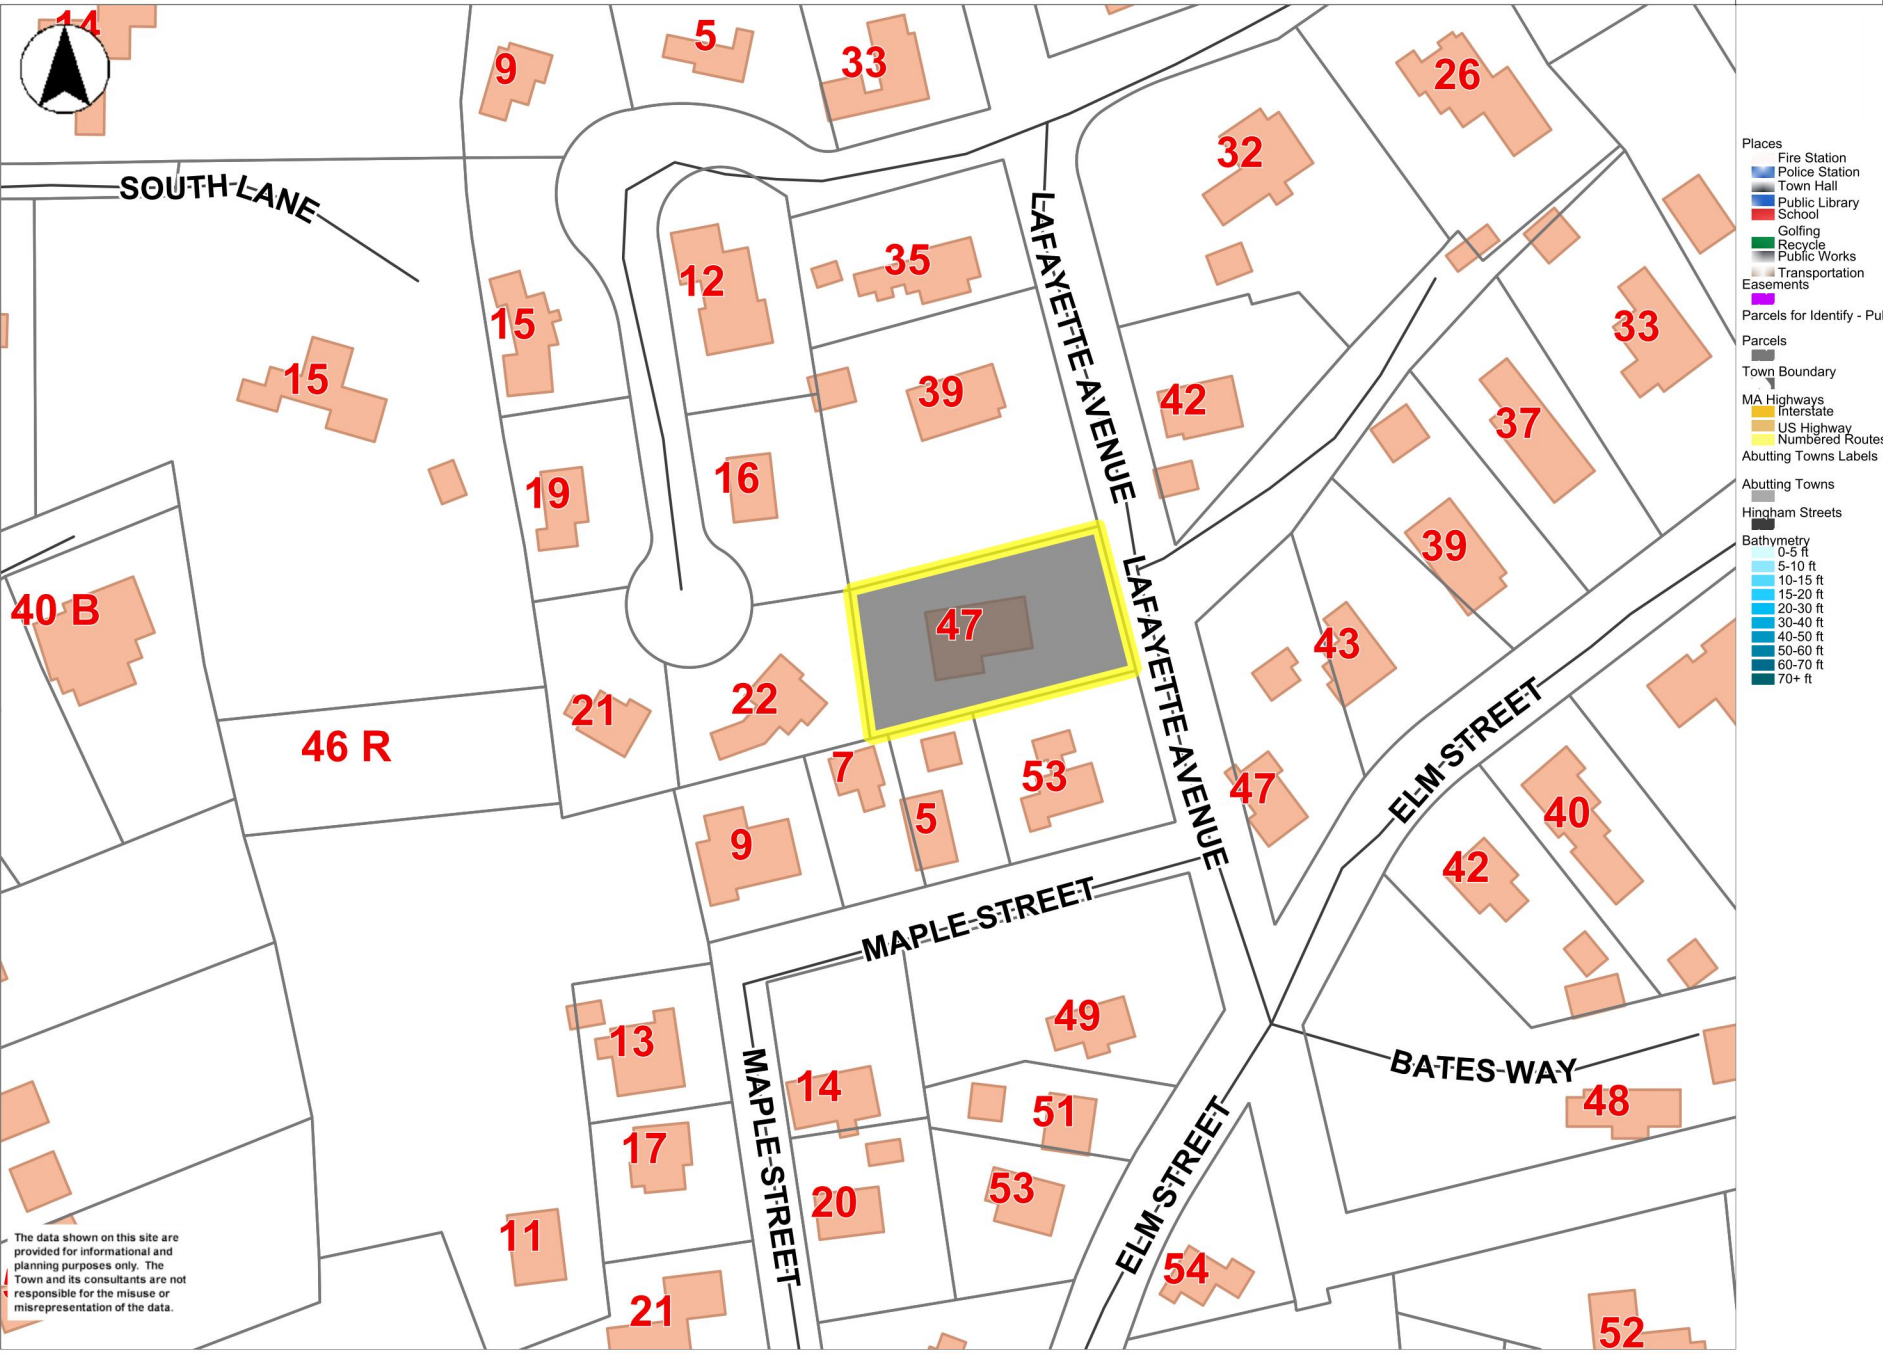 14
9
5
33
26
32
SOUTH LANE
LAFAYETTE AVENUE
12
35
15
33
15
39
42
37
19
16
39
40 B
47
LAFAYETTE AVENUE
43
21
22
46 R
7
53
47
ELM STREET
40
5
9
42
MAPLE STREET
49
13
MAPLE STREET
14
51
BATES WAY
48
17
20
53
ELM STREET
11
54
21
52
The data shown on this site are
provided for informational and
planning purposes only. The
Town and its consultants are not
responsible for the misuse or
misrepresentation of the data.
Places
Fire Station
Police Station
Town Hall
Public Library
School
Golfing
Recycle
Public Works
Transportation
Easements
Parcels for Identify - Pul
Parcels
Town Boundary
MA Highways
Interstate
US Highway
Numbered Routes
Abutting Towns Labels
Abutting Towns
Hingham Streets
Bathymetry
0-5 ft
5-10 ft
10-15 ft
15-20 ft
20-30 ft
30-40 ft
40-50 ft
50-60 ft
60-70 ft
70+ ft